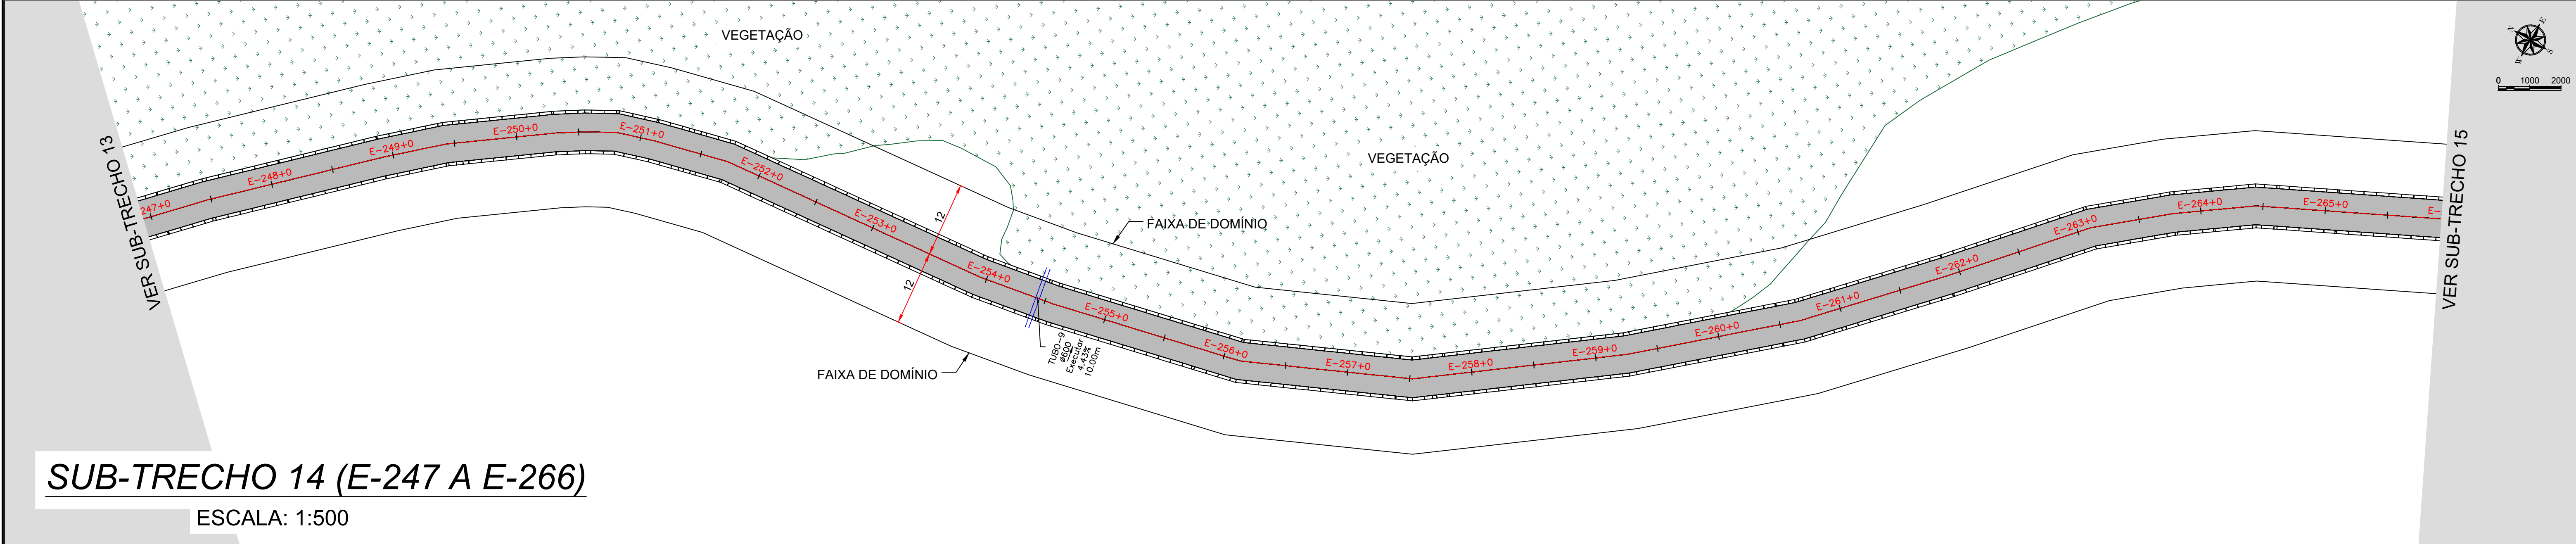 VEGETAÇÃO
VEGETAÇÃO
N
E
S
W
0 1000 2000
VER SUB-TRECHO 13
VER SUB-TRECHO 15
247+0
E-248+0
E-249+0
E-250+0
E-251+0
E-252+0
E-253+0
E-254+0
E-255+0
E-256+0
E-257+0
E-258+0
E-259+0
E-260+0
E-261+0
E-262+0
E-263+0
E-264+0
E-265+0
E-
12
12
FAIXA DE DOMÍNIO
FAIXA DE DOMÍNIO
TUBO-9
ø600
Executar
4.43%
10.00m
SUB-TRECHO 14 (E-247 A E-266)
ESCALA: 1:500